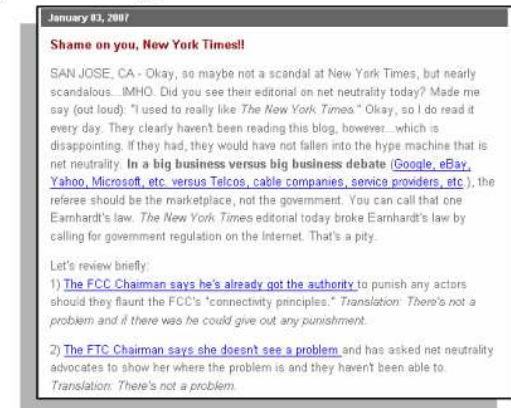 January 03, 2007
Shame on you, New York Times!!
SAN JOSE, CA - Okay, so maybe not a scandal at New York Times, but nearly
scandalous...IMHO. Did you see their editorial on net neutrality today? Made me
say (out loud): "I used to really like The New York Times." Okay, so I do read it
every day. They clearly haven't been reading this blog, however...which is
disappointing. If they had, they would have not fallen into the hype machine that is
net neutrality. In a big business versus big business debate (Google, eBay,
Yahoo, Microsoft, etc. versus Telcos, cable companies, service providers, etc.), the
referee should be the marketplace, not the government. You can call that one
Earnhardt's law. The New York Times editorial today broke Earnhardt's law by
calling for government regulation on the Internet. That's a pity.
Let's review briefly:
1) The FCC Chairman says he's already got the authority to punish any actors
should they flaunt the FCC's "connectivity principles." Translation: There's not a
problem and if there was he could give out any punishment.
2) The FTC Chairman says she doesn't see a problem and has asked net neutrality
advocates to show her where the problem is and they haven't been able to.
Translation: There's not a problem.